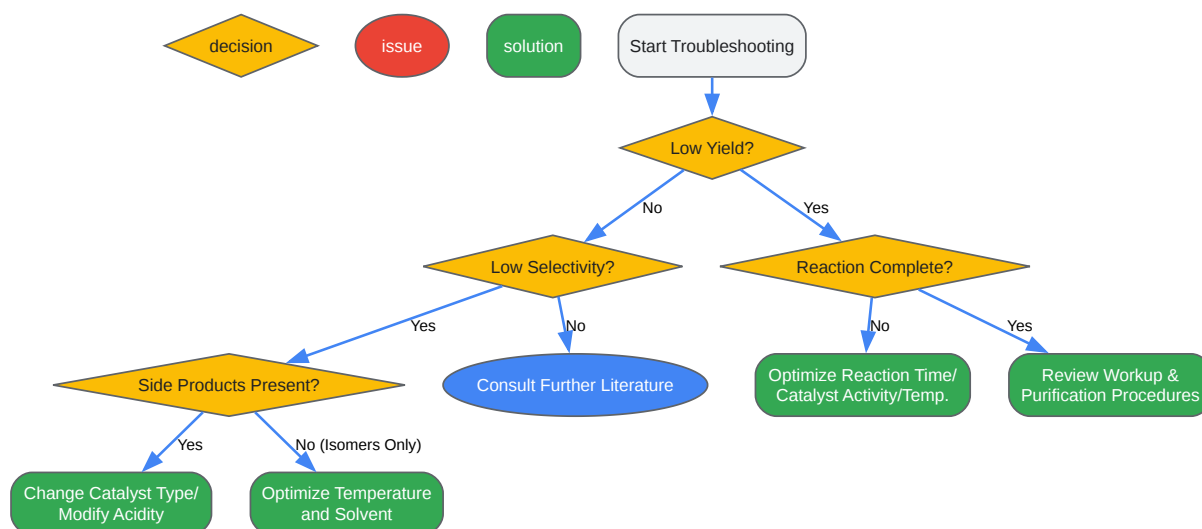 decision
issue
solution
Start Troubleshooting
Low Yield?
No
Yes
Low Selectivity?
Reaction Complete?
Yes
No
No
Yes
Side Products Present?
Consult Further Literature
Optimize Reaction Time/
Catalyst Activity/Temp.
Review Workup &
Purification Procedures
Yes
No (Isomers Only)
Change Catalyst Type/
Modify Acidity
Optimize Temperature
and Solvent